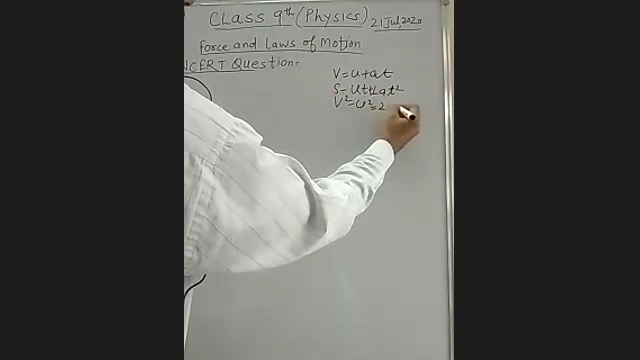 CLASS 9th (Physics) 21 Jul, 2020
Force and Laws of Motion
NCERT Question:
V=u+at
S=ut+½at²
V²-u²=2